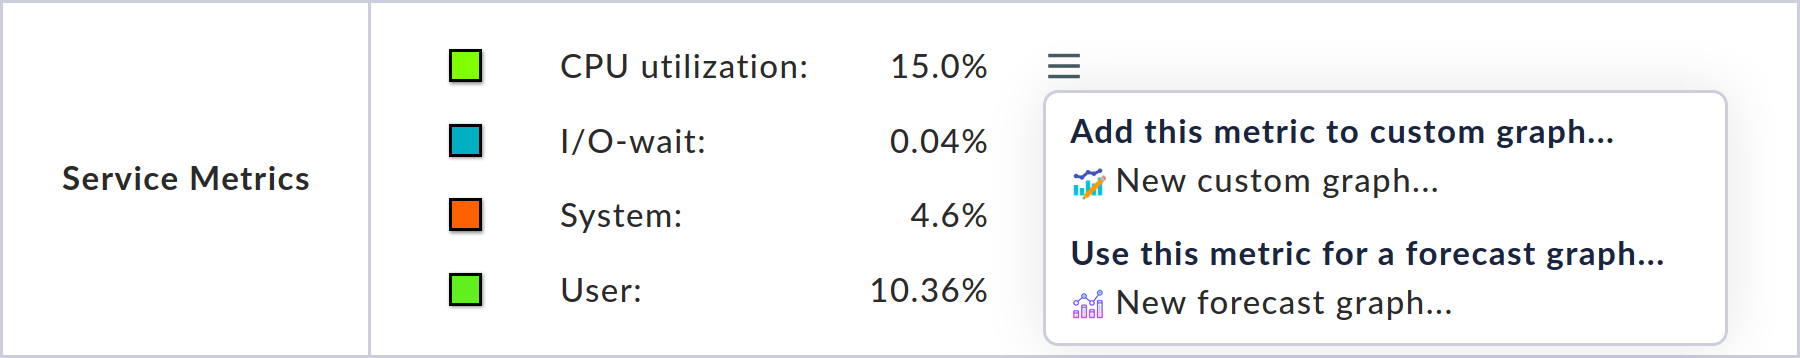 Service Metrics
CPU utilization: 15.0%
I/O-wait: 0.04%
System: 4.6%
User: 10.36%
Add this metric to custom graph...
New custom graph...
Use this metric for a forecast graph...
New forecast graph...